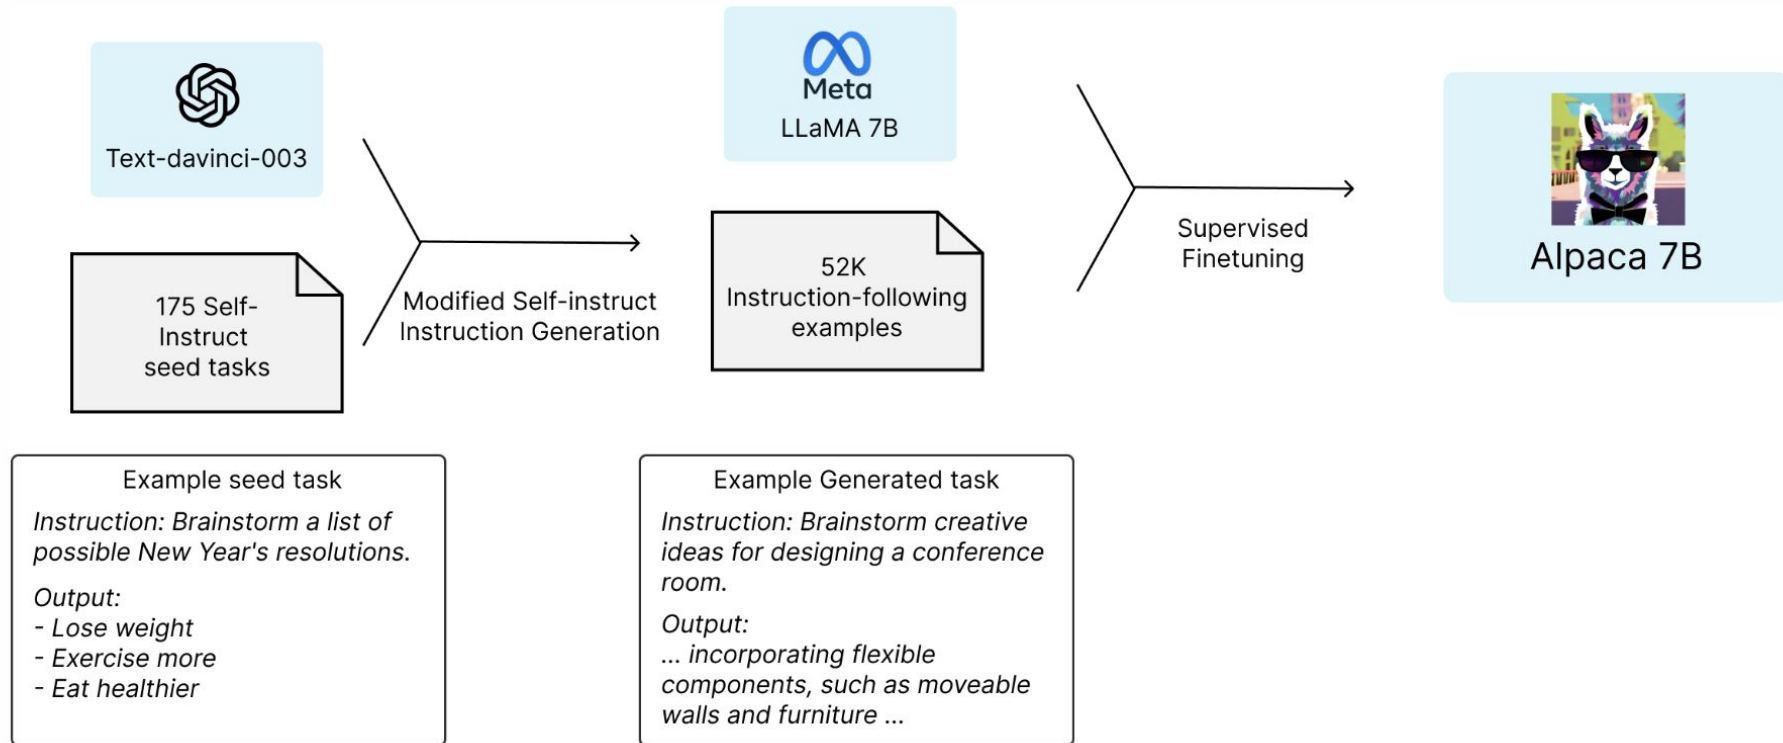 Text-davinci-003
175 Self-
Instruct
seed tasks
Modified Self-instruct
Instruction Generation
Meta
LLaMA 7B
52K
Instruction-following
examples
Supervised
Finetuning
Alpaca 7B
Example seed task
Instruction: Brainstorm a list of
possible New Year's resolutions.
Output:
- Lose weight
- Exercise more
- Eat healthier
Example Generated task
Instruction: Brainstorm creative
ideas for designing a conference
room.
Output:
... incorporating flexible
components, such as moveable
walls and furniture ...